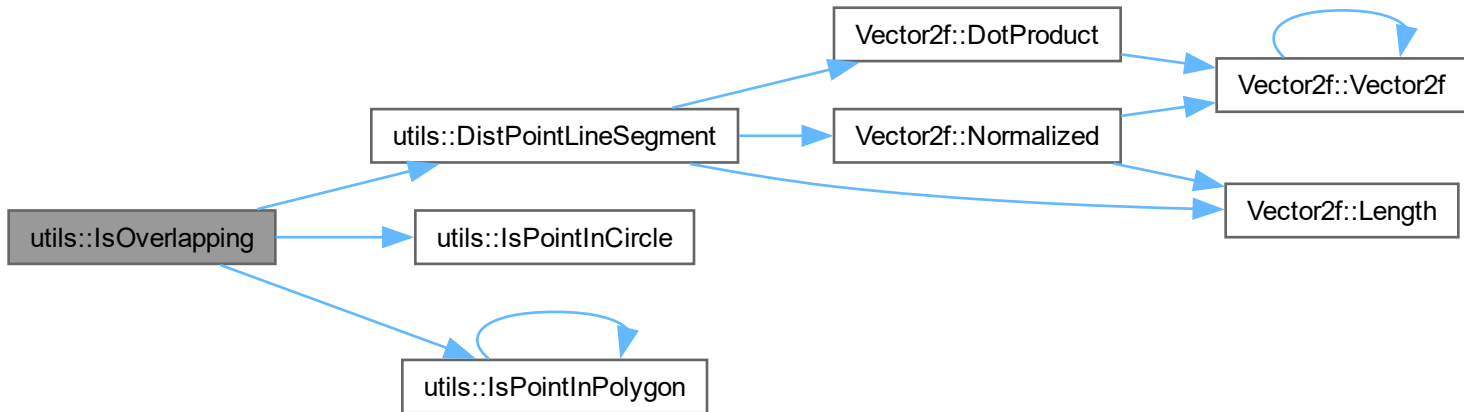 utils::IsOverlapping
utils::DistPointLineSegment
utils::IsPointInCircle
utils::IsPointInPolygon
Vector2f::DotProduct
Vector2f::Normalized
Vector2f::Vector2f
Vector2f::Length